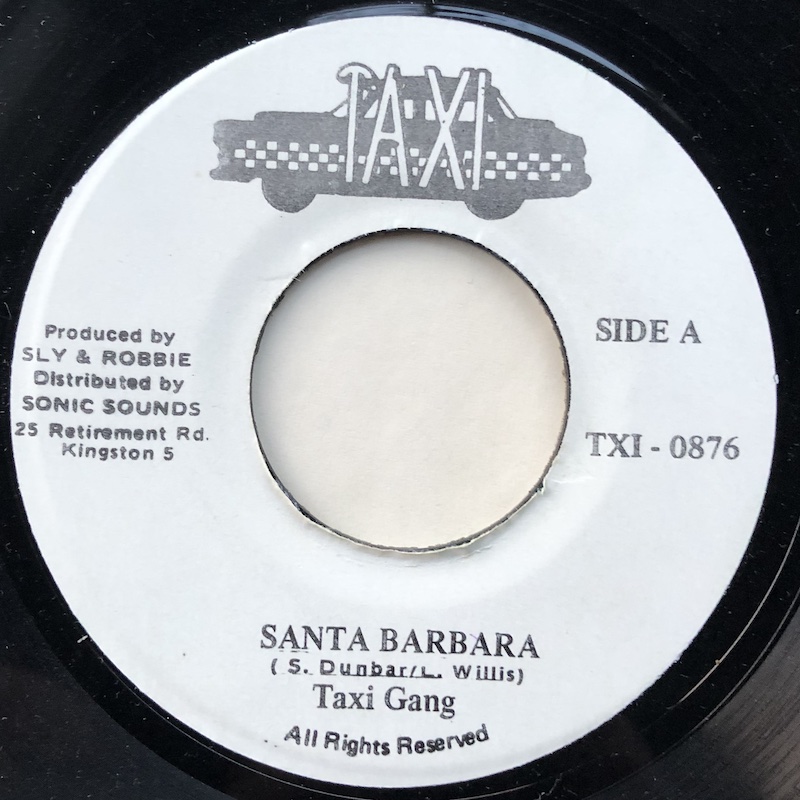 TAXI
Produced by
SLY & ROBBIE
Distributed by
SONIC SOUNDS
25 Retirement Rd.
Kingston 5
SIDE A
TXI - 0876
SANTA BARBARA
( S. Dunbar/L. Willis)
Taxi Gang
All Rights Reserved